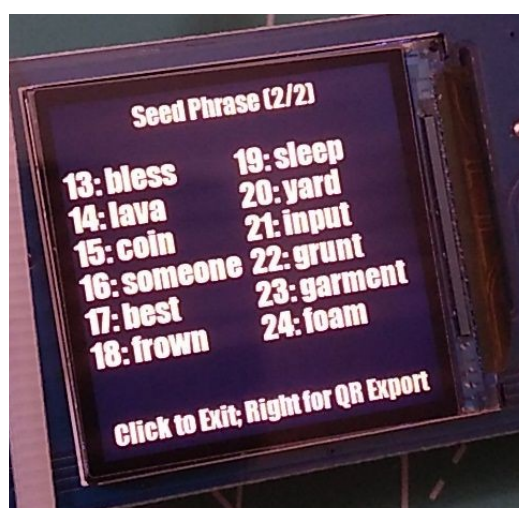 Seed Phrase (2/2)
13: bless
14: lava
15: coin
16: someone
17: best
18: frown
19: sleep
20: yard
21: input
22: grunt
23: garment
24: foam
Click to Exit; Right for QR Export